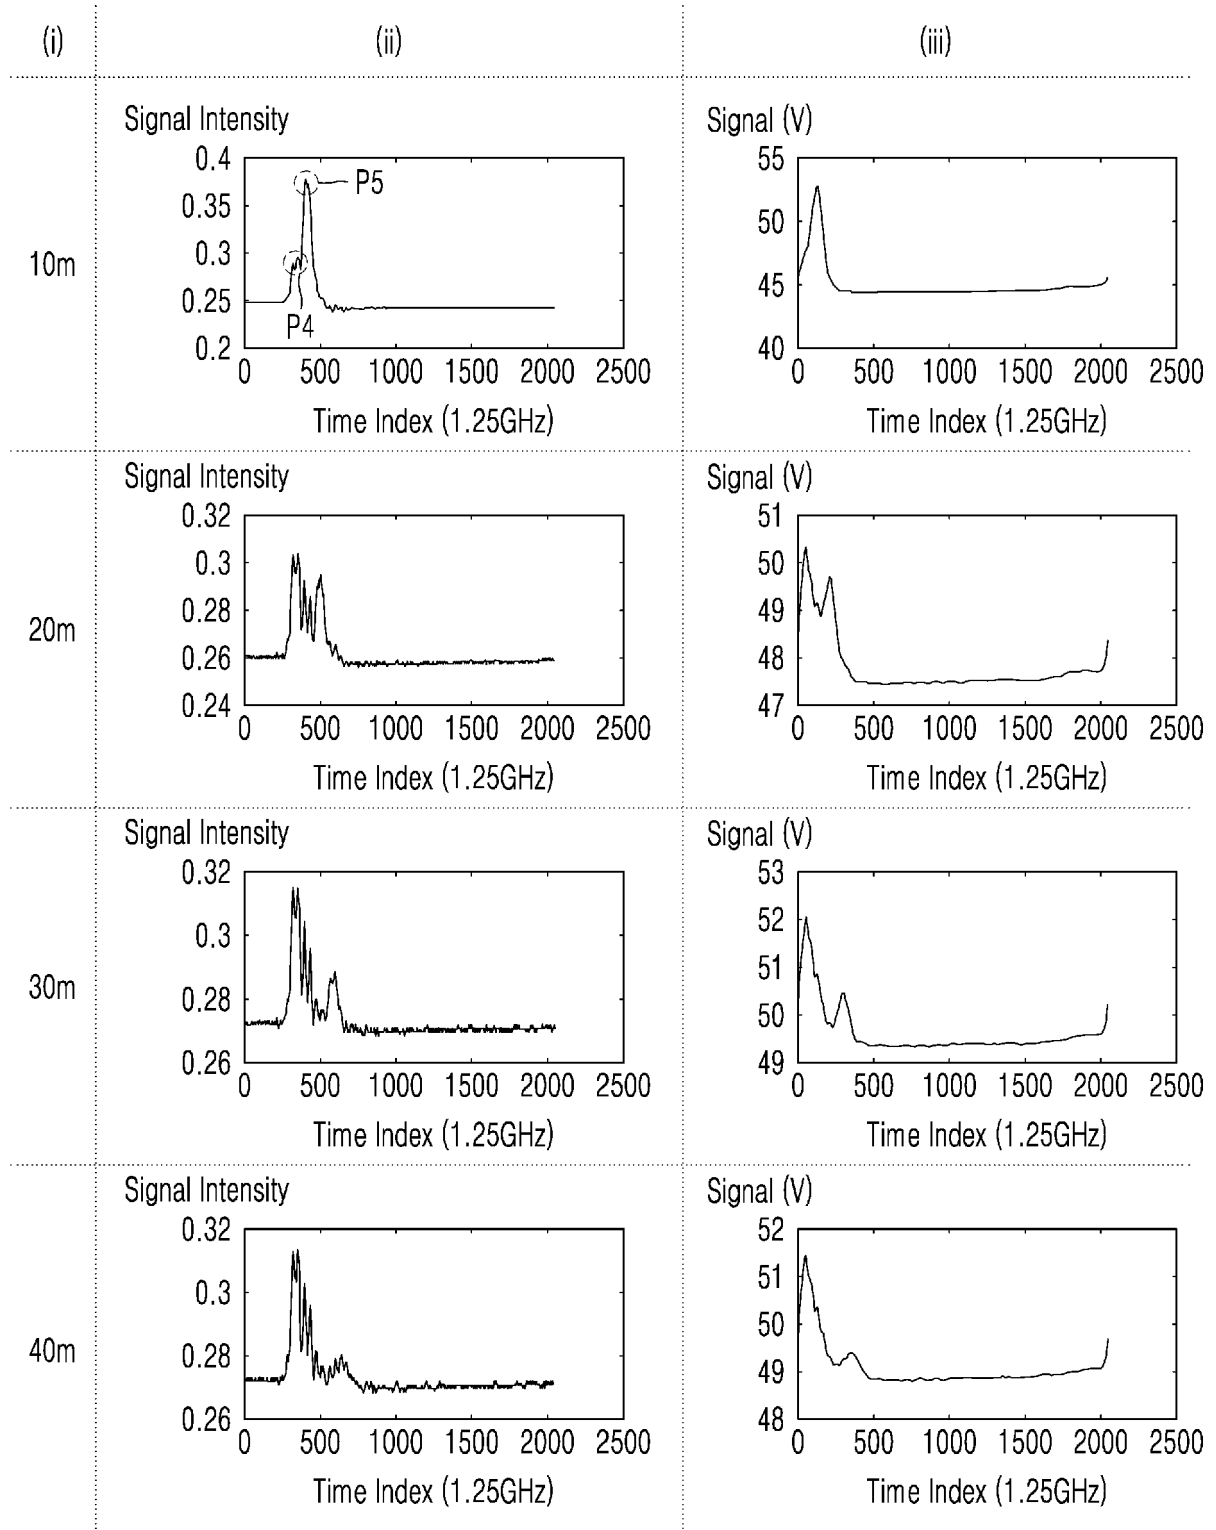 (i) (ii) (iii)
10m
Signal Intensity
0.4
0.35
0.3
0.25
0.2
P5
P4
0 500 1000 1500 2000 2500
Time Index (1.25GHz)
Signal (V)
55
50
45
40
0 500 1000 1500 2000 2500
Time Index (1.25GHz)
20m
Signal Intensity
0.32
0.3
0.28
0.26
0.24
0 500 1000 1500 2000 2500
Time Index (1.25GHz)
Signal (V)
51
50
49
48
47
0 500 1000 1500 2000 2500
Time Index (1.25GHz)
30m
Signal Intensity
0.32
0.3
0.28
0.26
0 500 1000 1500 2000 2500
Time Index (1.25GHz)
Signal (V)
53
52
51
50
49
0 500 1000 1500 2000 2500
Time Index (1.25GHz)
40m
Signal Intensity
0.32
0.3
0.28
0.26
0 500 1000 1500 2000 2500
Time Index (1.25GHz)
Signal (V)
52
51
50
49
48
0 500 1000 1500 2000 2500
Time Index (1.25GHz)